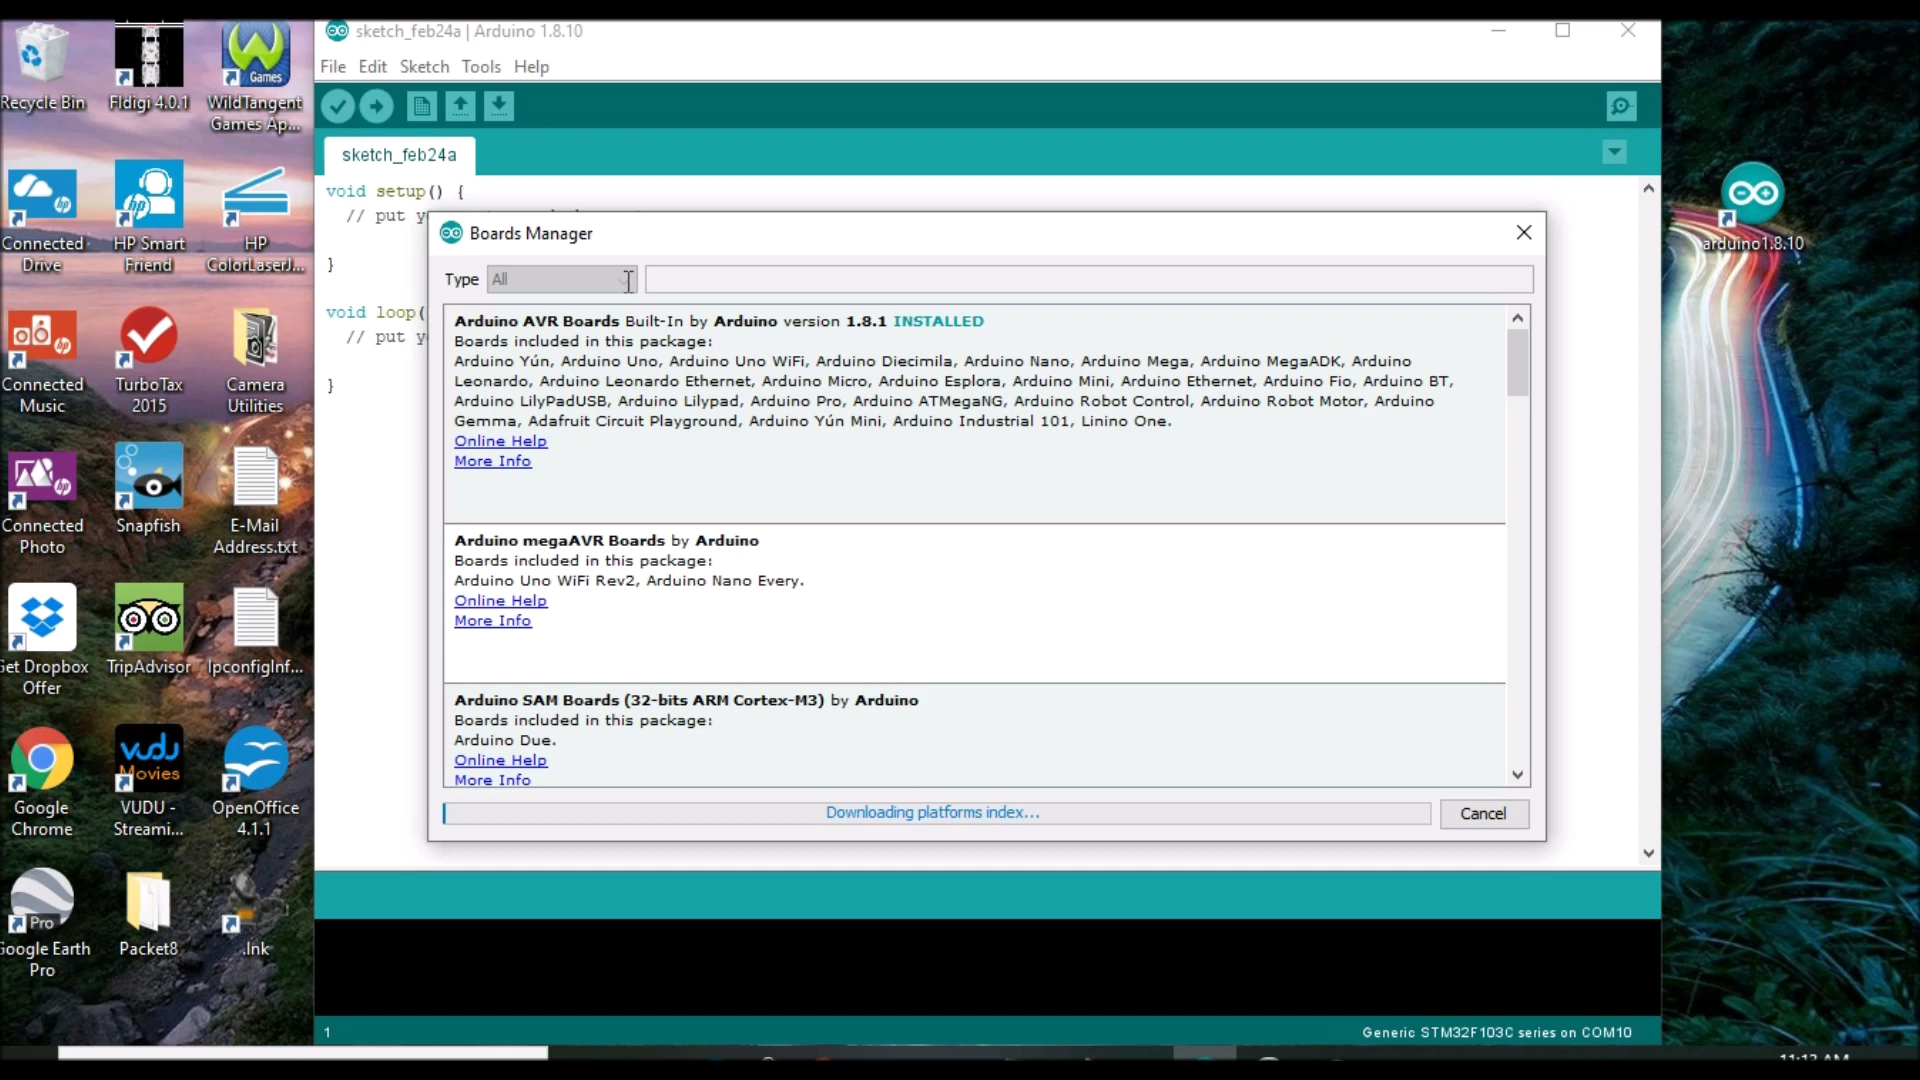 sketch_feb24a | Arduino 1.8.10
File Edit Sketch Tools Help
sketch_feb24a
void setup() {
// put y
}
void loop(
// put y
}
Boards Manager
Type All
Arduino AVR Boards Built-In by Arduino version 1.8.1 INSTALLED
Boards included in this package:
Arduino Yún, Arduino Uno, Arduino Uno WiFi, Arduino Diecimila, Arduino Nano, Arduino Mega, Arduino MegaADK, Arduino
Leonardo, Arduino Leonardo Ethernet, Arduino Micro, Arduino Esplora, Arduino Mini, Arduino Ethernet, Arduino Fio, Arduino BT,
Arduino LilyPadUSB, Arduino Lilypad, Arduino Pro, Arduino ATMegaNG, Arduino Robot Control, Arduino Robot Motor, Arduino
Gemma, Adafruit Circuit Playground, Arduino Yún Mini, Arduino Industrial 101, Linino One.
Online Help
More Info
Arduino megaAVR Boards by Arduino
Boards included in this package:
Arduino Uno WiFi Rev2, Arduino Nano Every.
Online Help
More Info
Arduino SAM Boards (32-bits ARM Cortex-M3) by Arduino
Boards included in this package:
Arduino Due.
Online Help
More Info
Downloading platforms index...
Cancel
1
Generic STM32F103C series on COM10
Recycle Bin
Fldigi 4.0.1
Games
WildTangent
Games Ap...
hp
Connected
Drive
hp
HP Smart
Friend
HP
ColorLaserJ...
hp
Connected
Music
TurboTax
2015
Camera
Utilities
hp
Connected
Photo
Snapfish
E-Mail
Address.txt
Get Dropbox
Offer
TripAdvisor
IpconfigInf...
Google
Chrome
vudu
Movies
VUDU -
Streami...
OpenOffice
4.1.1
Pro
Google Earth
Pro
Packet8
.lnk
arduino1.8.10
11:13 AM